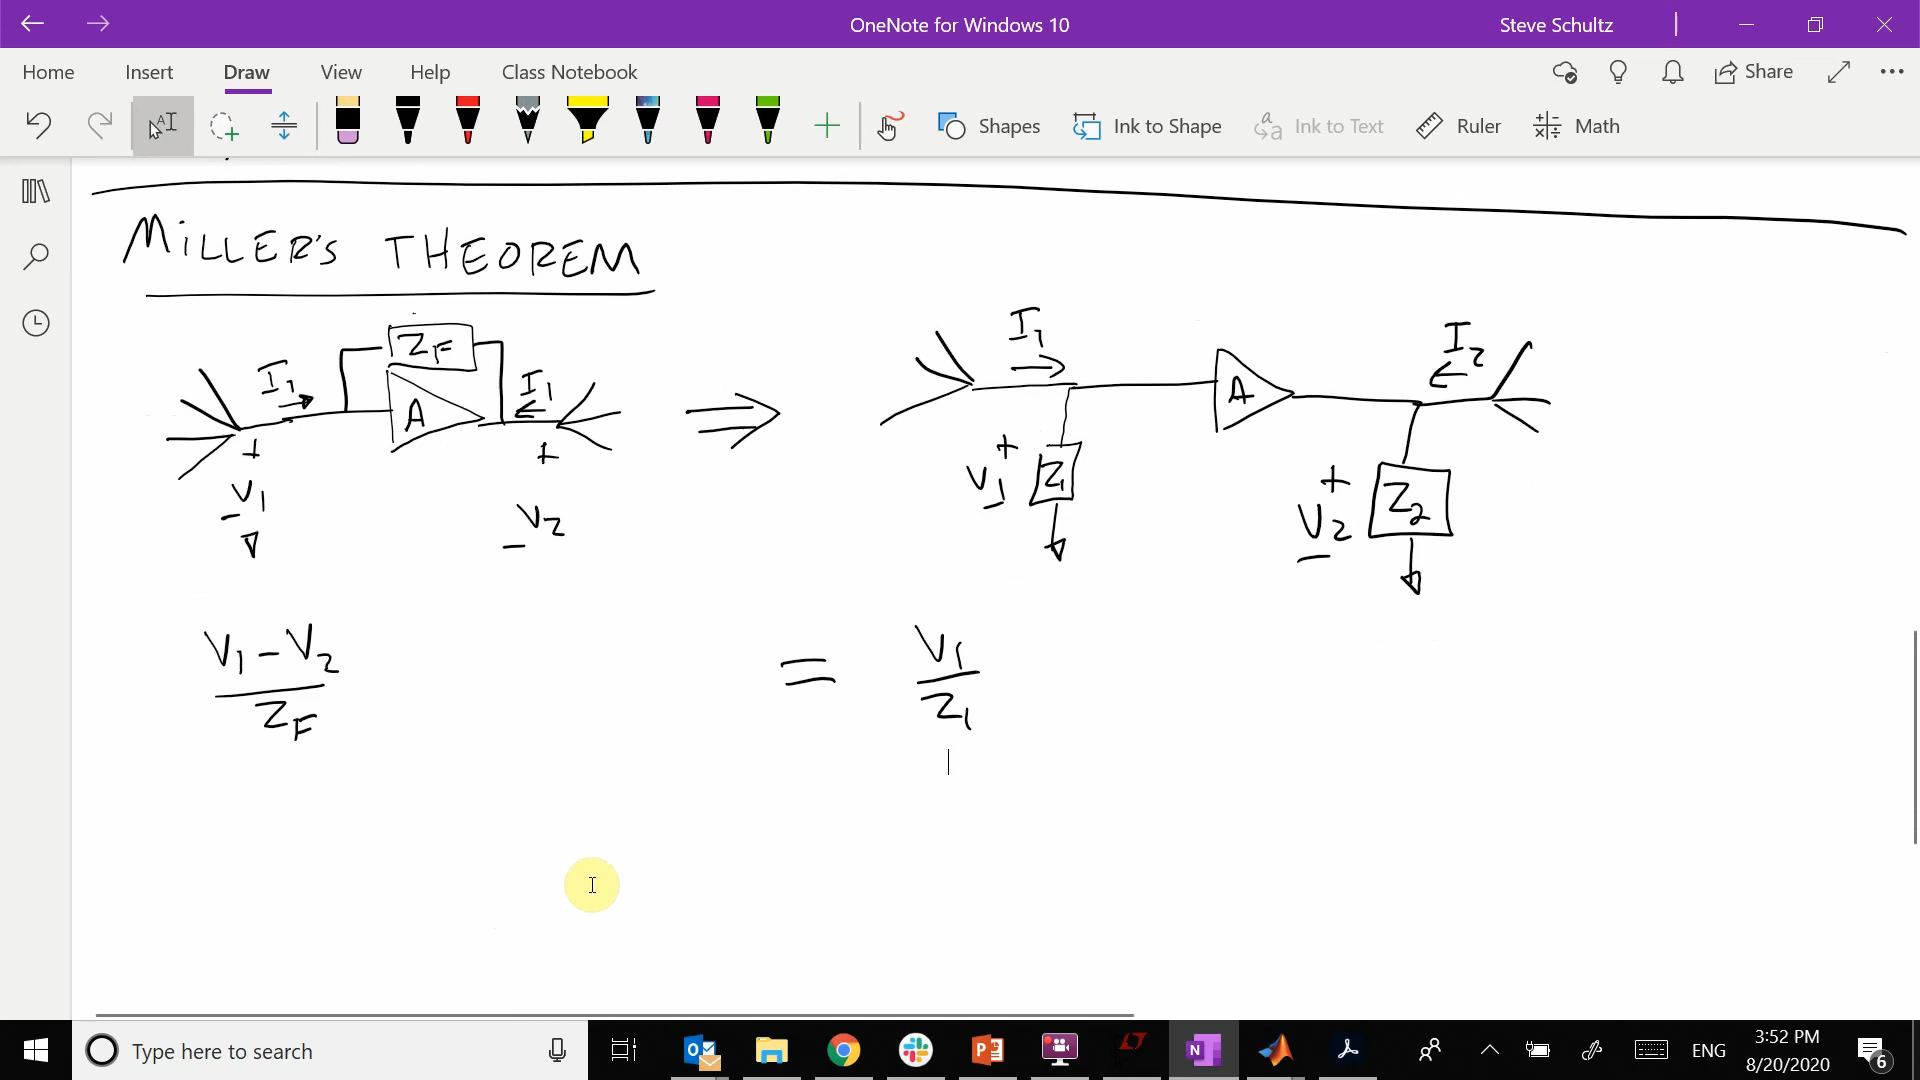 OneNote for Windows 10
Steve Schultz
Home Insert Draw View Help Class Notebook Share
Shapes Ink to Shape Ink to Text Ruler Math
MiLLER'S THEOREM
I1 ZF A I1
+ V1 -
+ V2 -
⇒
I1 A I2
+ V1 - Z1
+ V2 - Z2
V1 - V2
ZF
=
V1
Z1
Type here to search
ENG
3:52 PM
8/20/2020
6